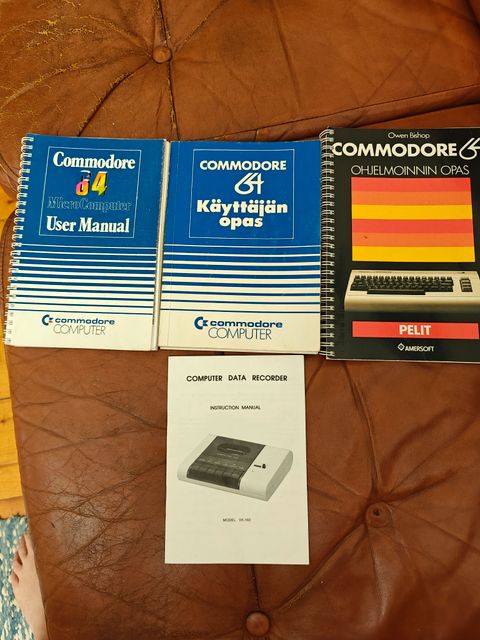 Commodore
64
MicroComputer
User Manual
commodore
COMPUTER
COMMODORE
64
Käyttäjän
opas
commodore
COMPUTER
Owen Bishop
COMMODORE 64
OHJELMOINNIN OPAS
PELIT
AMERSOFT
COMPUTER DATA RECORDER
INSTRUCTION MANUAL